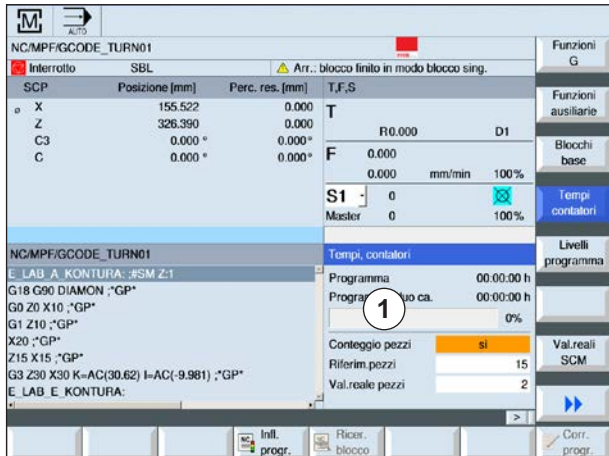 M AUTO
NC/MPF/GCODE_TURN01
Interrotto SBL Arr.: blocco finito in modo blocco sing.
SCP Posizione [mm] Perc. res. [mm] T,F,S
ø X 155.522 0.000
Z 326.390 0.000
C3 0.000 ° 0.000°
C 0.000 ° 0.000°
T
R0.000 D1
F 0.000
0.000 mm/min 100%
S1 0
Master 0 100%
NC/MPF/GCODE_TURN01
E_LAB_A_KONTURA: ;#SM Z:1
G18 G90 DIAMON ;*GP*
G0 Z0 X10 ;*GP*
G1 Z10 ;*GP*
X20 ;*GP*
Z15 X15 ;*GP*
G3 Z30 X30 K=AC(30.62) I=AC(-9.981) ;*GP*
E_LAB_E_KONTURA:
Tempi, contatori
Programma 00:00:00 h
duo ca. 00:00:00 h
1
0%
Conteggio pezzi sì
Riferim.pezzi 15
Val.reale pezzi 2
>
Funzioni
G
Funzioni
ausiliarie
Blocchi
base
Tempi
contatori
Livelli
programma
Val.reali
SCM
NC Infl.
progr.
NC Ricer.
blocco
Corr.
progr.